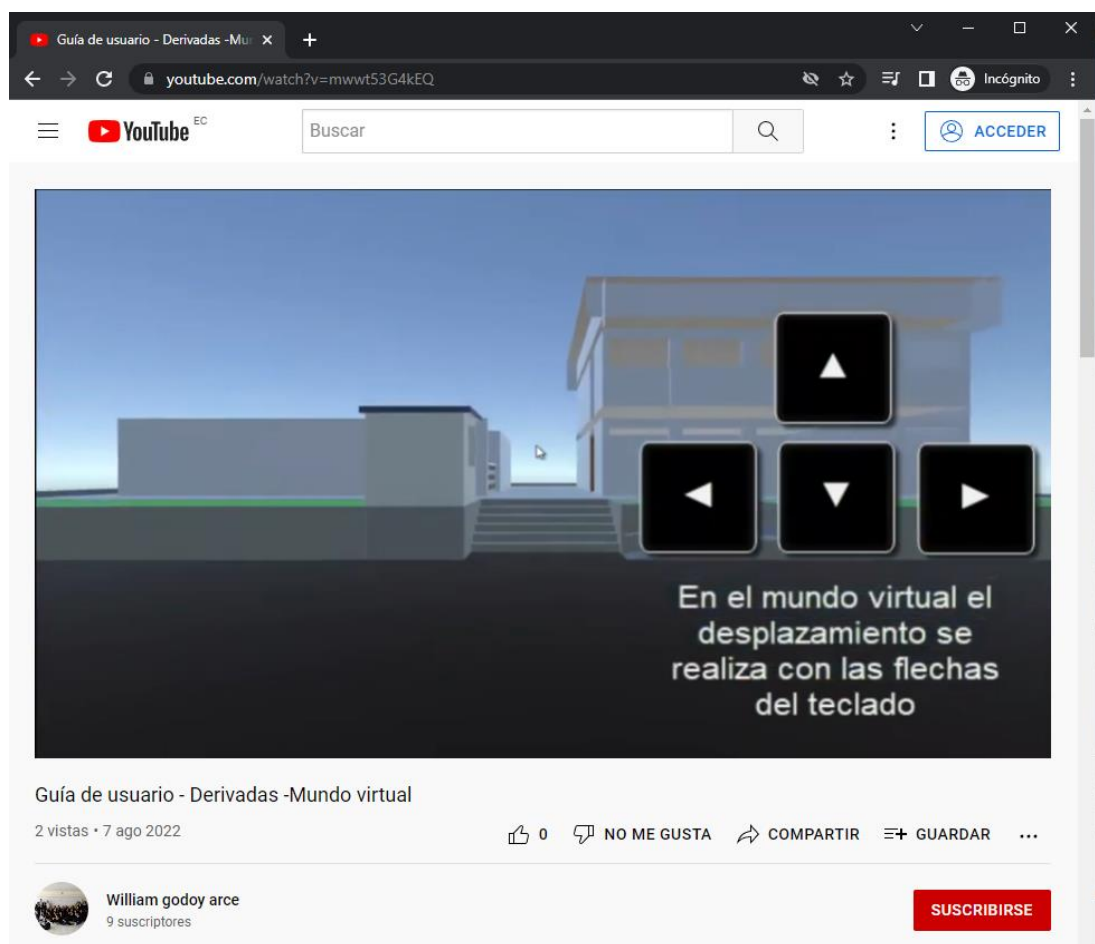 Guía de usuario - Derivadas -Mu
youtube.com/watch?v=mwwt53G4kEQ
Incógnito
YouTube EC
Buscar
ACCEDER
En el mundo virtual el
desplazamiento se
realiza con las flechas
del teclado
Guía de usuario - Derivadas -Mundo virtual
2 vistas • 7 ago 2022
0 NO ME GUSTA COMPARTIR GUARDAR ...
William godoy arce
9 suscriptores
SUSCRIBIRSE